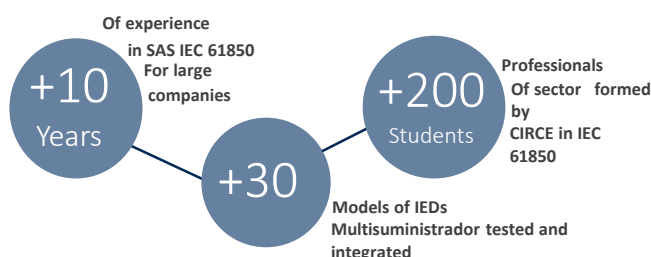 Of experience
in SAS IEC 61850
For large
companies
+10
Years
+30
Models of IEDs
Multisuministrador tested and
integrated
+200
Students
Professionals
Of sector formed
by
CIRCE in IEC
61850